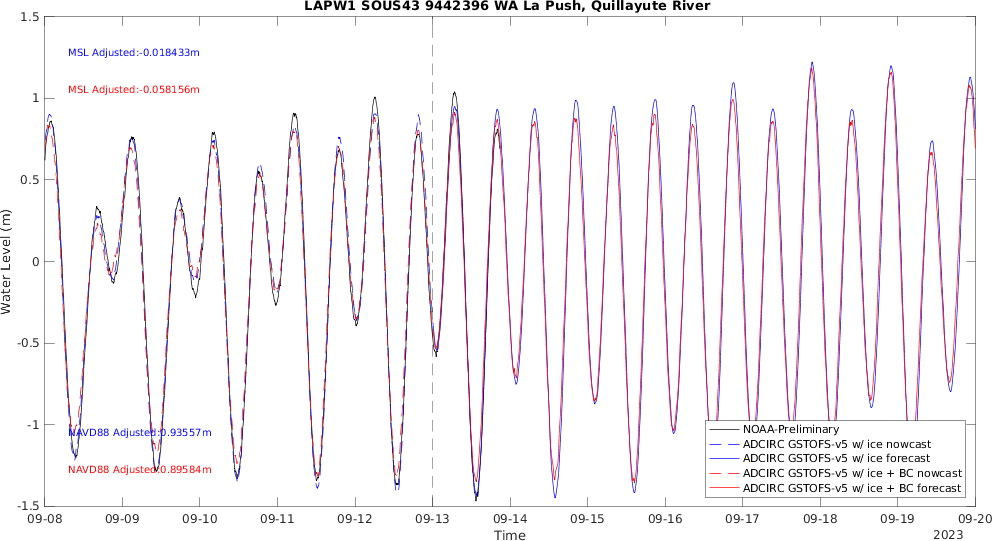 LAPW1 SOUS43 9442396 WA La Push, Quillayute River
1.5
1
0.5
0
-0.5
-1
-1.5
Water Level (m)
MSL Adjusted:-0.018433m
MSL Adjusted:-0.058156m
NAVD88 Adjusted:0.93557m
NAVD88 Adjusted:0.89584m
NOAA-Preliminary
ADCIRC GSTOFS-v5 w/ ice nowcast
ADCIRC GSTOFS-v5 w/ ice forecast
ADCIRC GSTOFS-v5 w/ ice + BC nowcast
ADCIRC GSTOFS-v5 w/ ice + BC forecast
09-08 09-09 09-10 09-11 09-12 09-13 09-14 09-15 09-16 09-17 09-18 09-19 09-20
Time
2023